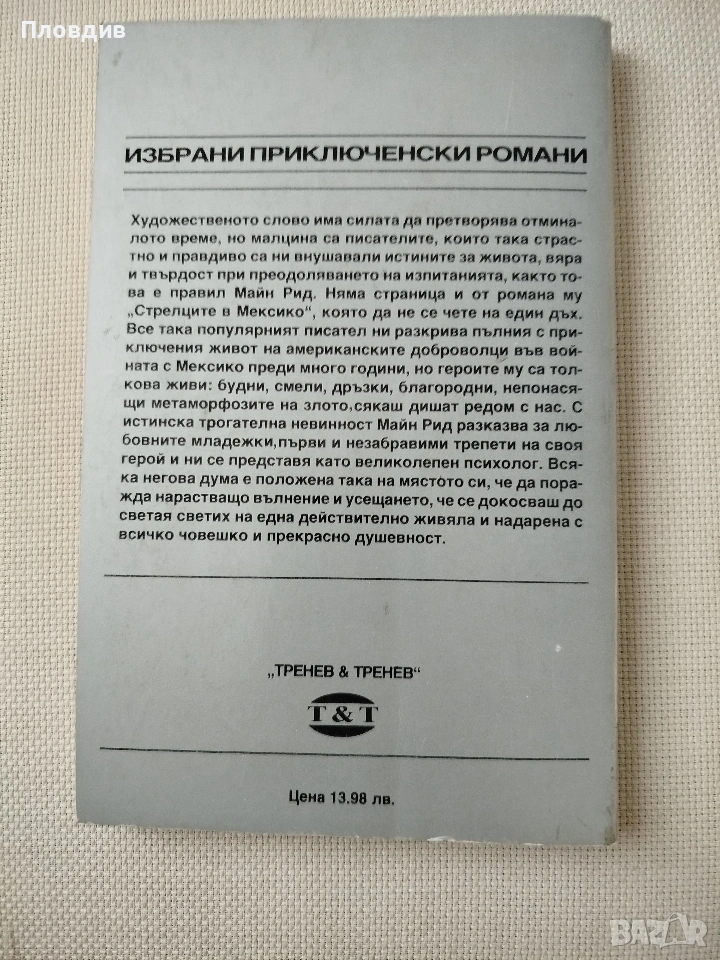 Пловдив
ИЗБРАНИ ПРИКЛЮЧЕНСКИ РОМАНИ
Художественото слово има силата да претворява отмина-
лото време, но малцина са писателите, които така страс-
тно и правдиво са ни внушавали истините за живота, вяра
и твърдост при преодоляването на изпитанията, както то-
ва е правил Майн Рид. Няма страница и от романа му
„Стрелците в Мексико“, която да не се чете на един дъх.
Все така популярният писател ни разкрива пълния с при-
ключения живот на американските доброволци във вой-
ната с Мексико преди много години, но героите му са тол-
кова живи: будни, смели, дръзки, благородни, непонася-
щи метаморфозите на злото,сякаш дишат редом с нас. С
истинска трогателна невинност Майн Рид разказва за лю-
бовните младежки,първи и незабравими трепети на своя
герой и ни се представя като великолепен психолог. Вся-
ка негова дума е положена така на мястото си, че да пора-
жда нарастващо вълнение и усещането, че се докосваш до
светая светих на една действително живяла и надарена с
всичко човешко и прекрасно душевност.
„ТРЕНЕВ & ТРЕНЕВ“
T & T
Цена 13.98 лв.
BAZAR